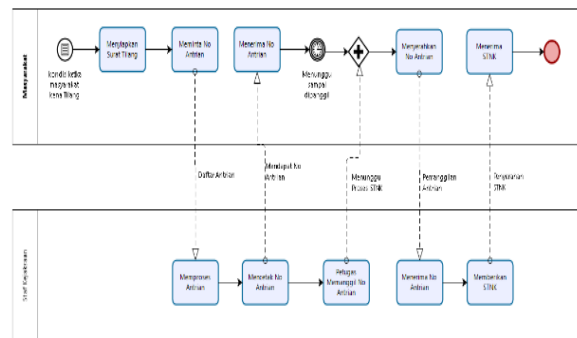 Masyarakat
kondisi ketika
masyarakat
kena Tilang
Menyiapkan
Surat Tilang
Meminta No
Antrian
Menerima No
Antrian
Menunggu
sampai
dipanggil
Menyerahkan
No Antrian
Menerima
STNK
Daftar Antrian
Mendapat No
Antrian
Menunggu
Proses STNK
Pemanggilan
Antrian
Penyerahan
STNK
Staf Kejaksaan
Memproses
Antrian
Mencetak No
Antrian
Petugas
Memanggil No
Antrian
Menerima No
Antrian
Memberikan
STNK